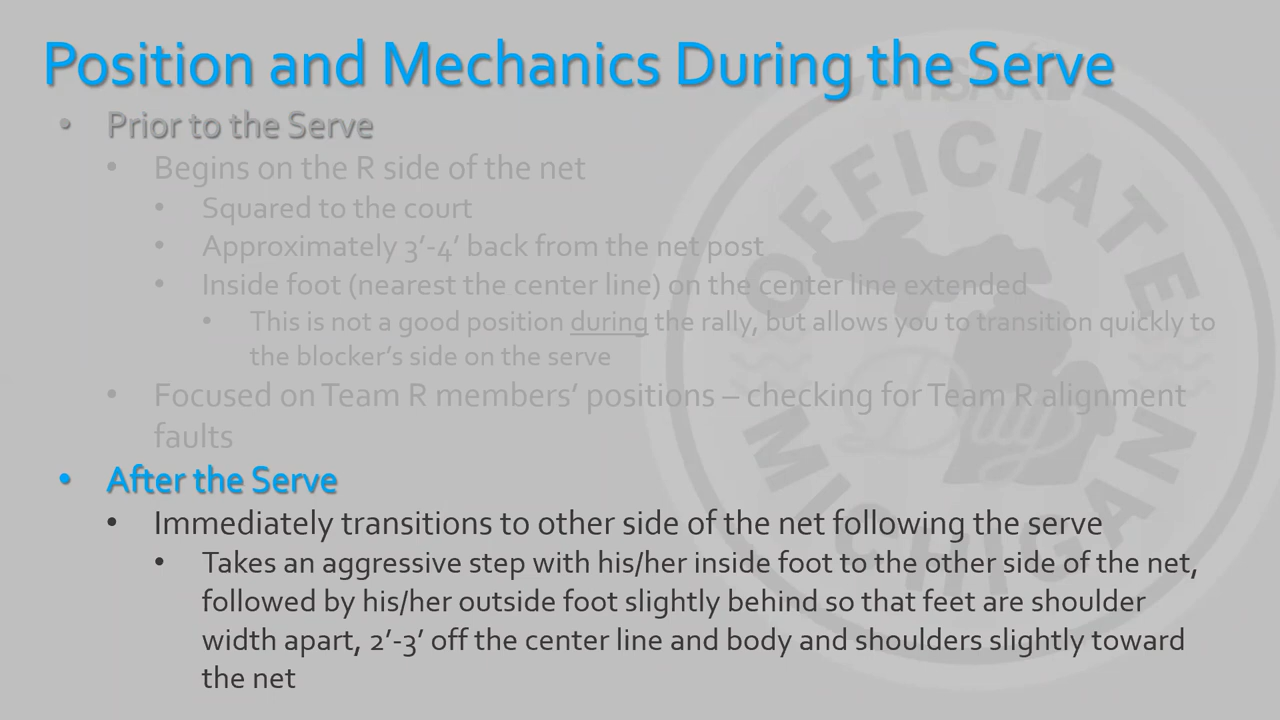 Position and Mechanics During the Serve
• Prior to the Serve
• Begins on the R side of the net
• Squared to the court
• Approximately 3’-4’ back from the net post
• Inside foot (nearest the center line) on the center line extended
• This is not a good position during the rally, but allows you to transition quickly to
the blocker’s side on the serve
• Focused on Team R members’ positions – checking for Team R alignment
faults
• After the Serve
• Immediately transitions to other side of the net following the serve
• Takes an aggressive step with his/her inside foot to the other side of the net,
followed by his/her outside foot slightly behind so that feet are shoulder
width apart, 2’-3’ off the center line and body and shoulders slightly toward
the net
OFFICIATE
MICHIGAN
Day